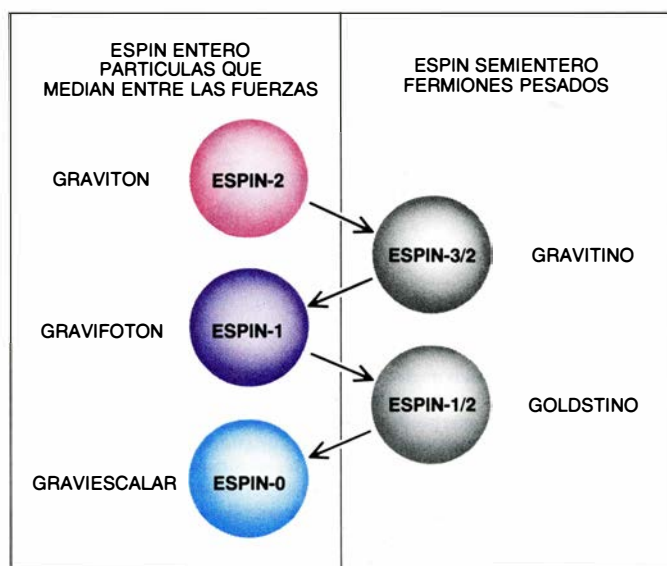 ESPIN ENTERO
PARTICULAS QUE
MEDIAN ENTRE LAS FUERZAS
ESPIN SEMIENTERO
FERMIONES PESADOS
GRAVITON
ESPIN-2
ESPIN-3/2
GRAVITINO
GRAVIFOTON
ESPIN-1
ESPIN-1/2
GOLDSTINO
GRAVIESCALAR
ESPIN-0